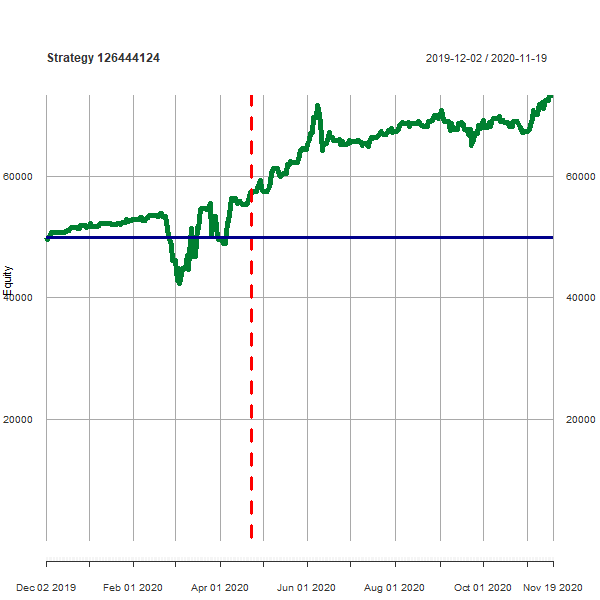 Strategy 126444124
2019-12-02 / 2020-11-19
60000
60000
Equity
40000
40000
20000
20000
Dec 02 2019
Feb 01 2020
Apr 01 2020
Jun 01 2020
Aug 01 2020
Oct 01 2020
Nov 19 2020